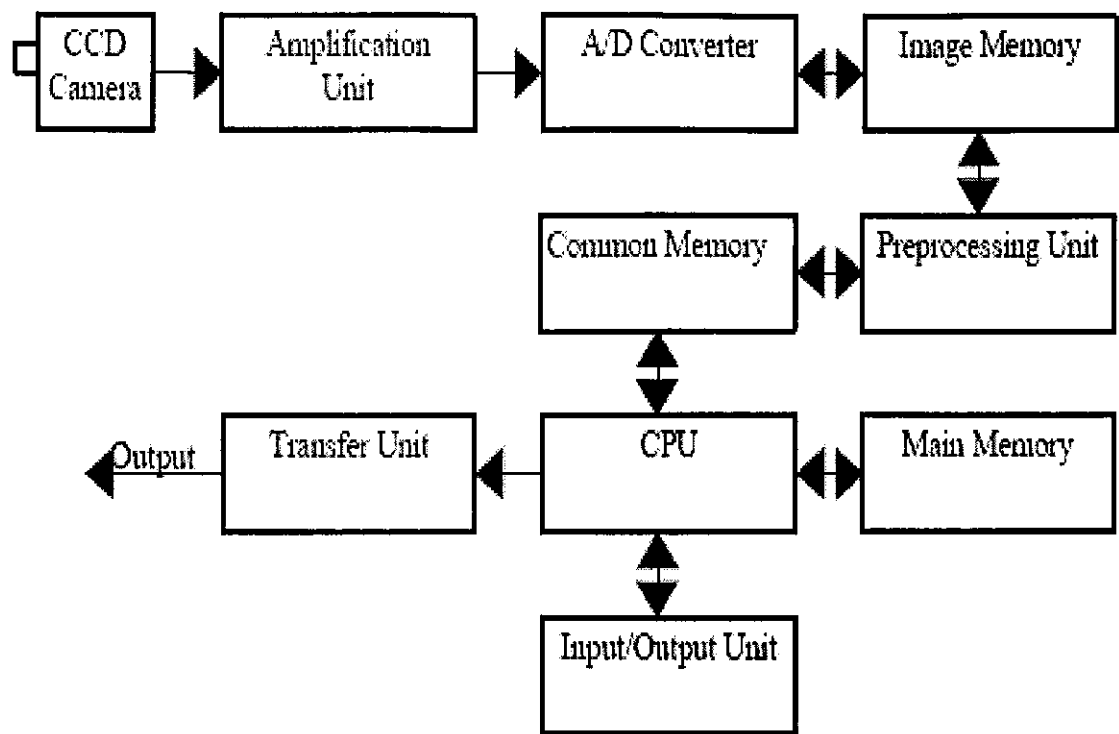 CCD
Camera
Amplification
Unit
A/D Converter
Image Memory
Common Memory
Preprocessing Unit
Output
Transfer Unit
CPU
Main Memory
Input/Output Unit